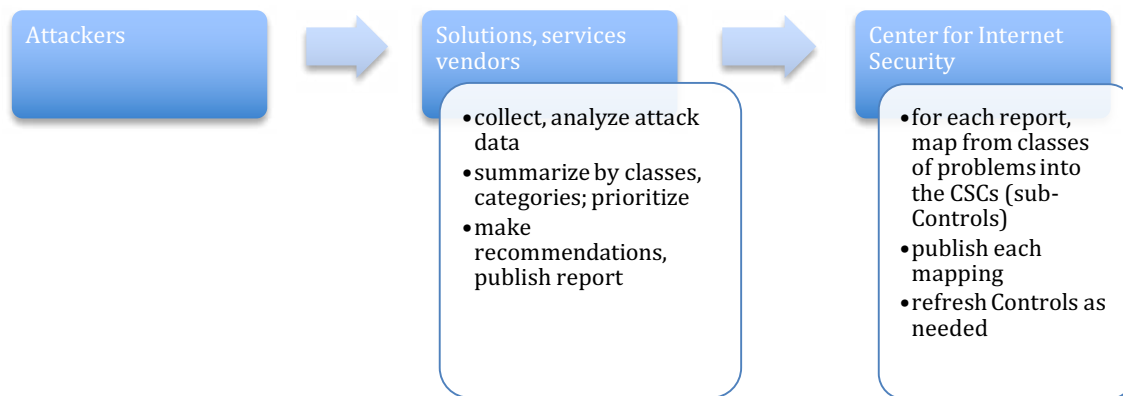 Attackers
Solutions, services
vendors
•collect, analyze attack
data
•summarize by classes,
categories; prioritize
•make
recommendations,
publish report
Center for Internet
Security
•for each report,
map from classes
of problems into
the CSCs (sub-
Controls)
•publish each
mapping
•refresh Controls as
needed